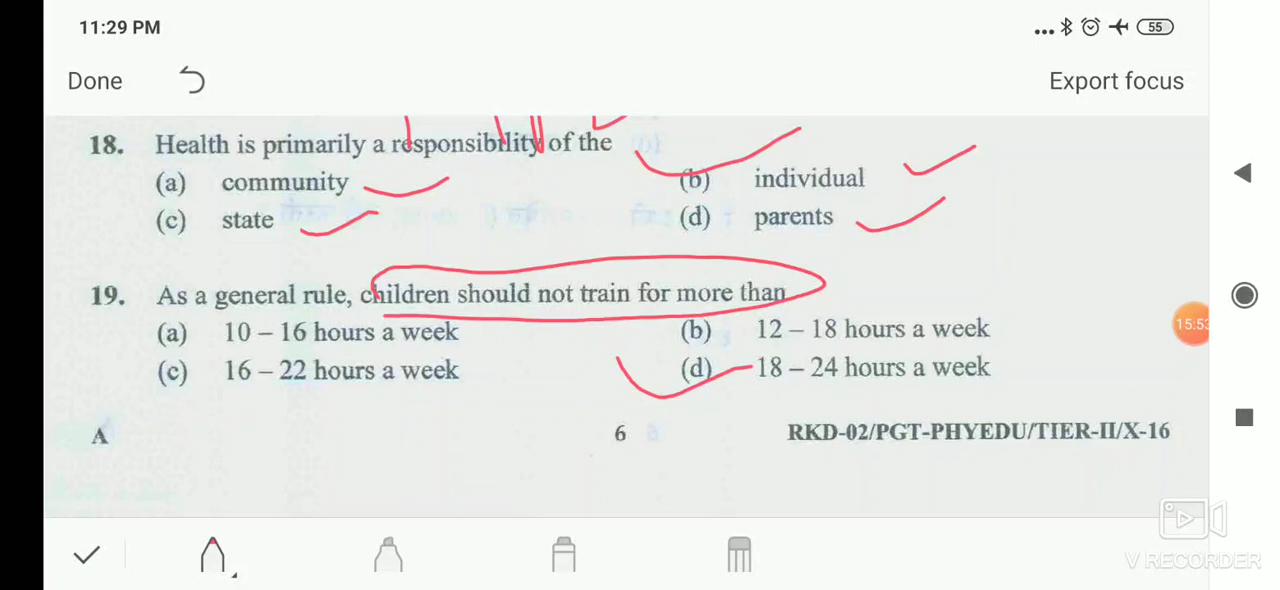 11:29 PM
55
Done
Export focus
18. Health is primarily a responsibility of the
(a) community (b) individual
(c) state (d) parents
19. As a general rule, children should not train for more than
(a) 10 – 16 hours a week (b) 12 – 18 hours a week
(c) 16 – 22 hours a week (d) 18 – 24 hours a week
15:53
A 6 RKD-02/PGT-PHYEDU/TIER-II/X-16
V RECORDER